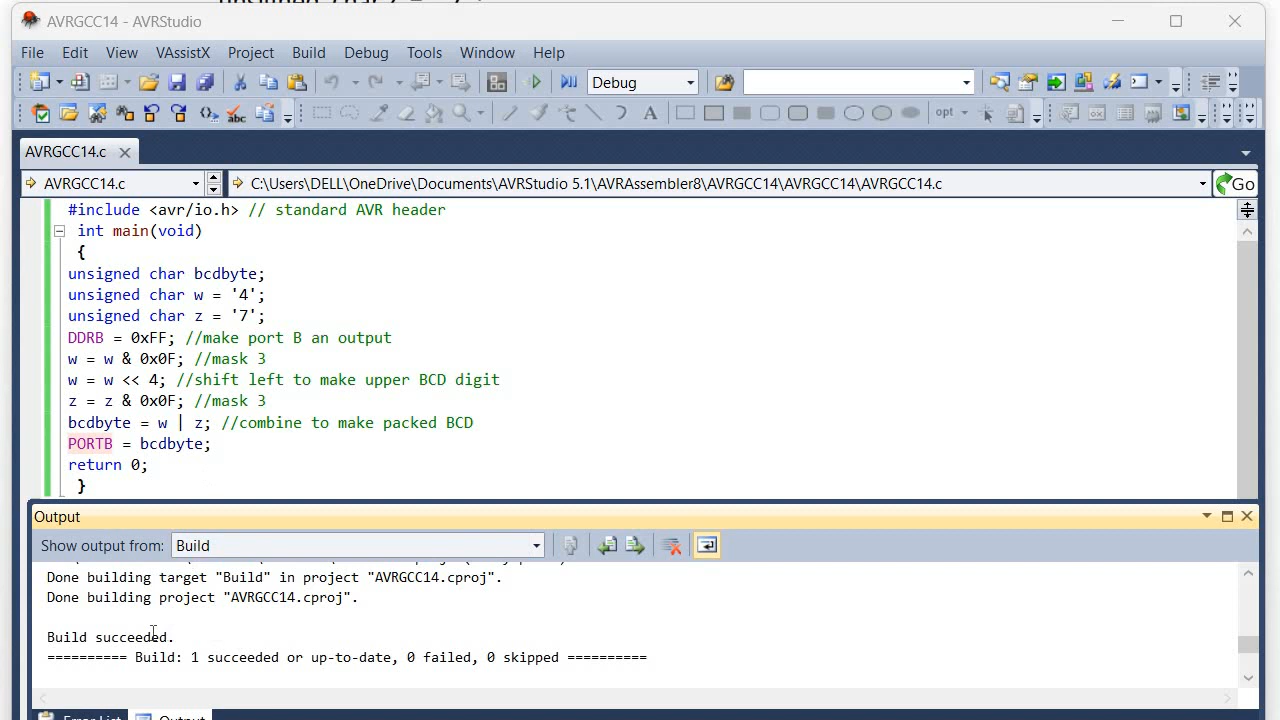 AVRGCC14 - AVRStudio
File Edit View VAssistX Project Build Debug Tools Window Help
Debug
abc
A
opt
AVRGCC14.c
AVRGCC14.c C:\Users\DELL\OneDrive\Documents\AVRStudio 5.1\AVRAssembler8\AVRGCC14\AVRGCC14\AVRGCC14.c Go
#include <avr/io.h> // standard AVR header
int main(void)
{
unsigned char bcdbyte;
unsigned char w = '4';
unsigned char z = '7';
DDRB = 0xFF; //make port B an output
w = w & 0x0F; //mask 3
w = w << 4; //shift left to make upper BCD digit
z = z & 0x0F; //mask 3
bcdbyte = w | z; //combine to make packed BCD
PORTB = bcdbyte;
return 0;
}
Output
Show output from: Build
Done building target "Build" in project "AVRGCC14.cproj".
Done building project "AVRGCC14.cproj".
Build succeeded.
========== Build: 1 succeeded or up-to-date, 0 failed, 0 skipped ==========
Error List Output